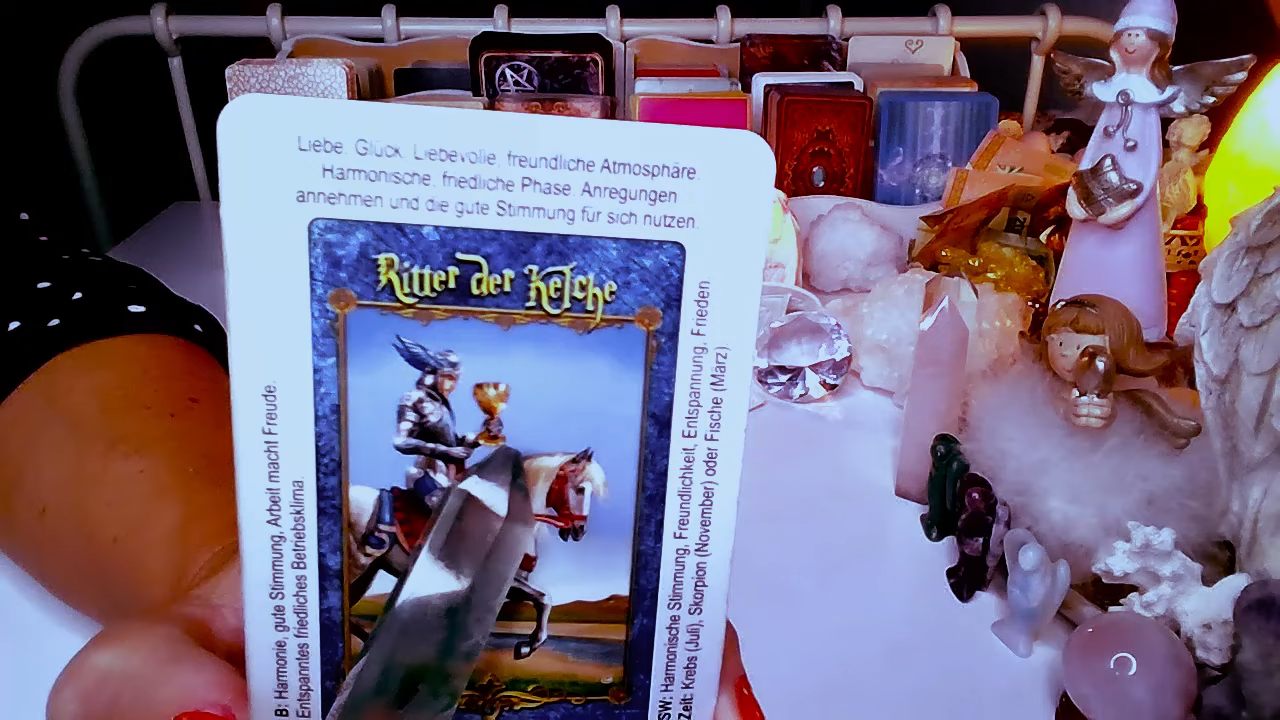 Liebe. Glück. Liebevolle, freundliche Atmosphäre.
Harmonische, friedliche Phase. Anregungen
annehmen und die gute Stimmung für sich nutzen.
Ritter der Kelche
B: Harmonie, gute Stimmung, Arbeit macht Freude.
Entspanntes friedliches Betriebsklima.
SW: Harmonische Stimmung, Freundlichkeit, Entspannung, Frieden
Zeit: Krebs (Juli), Skorpion (November) oder Fische (März)